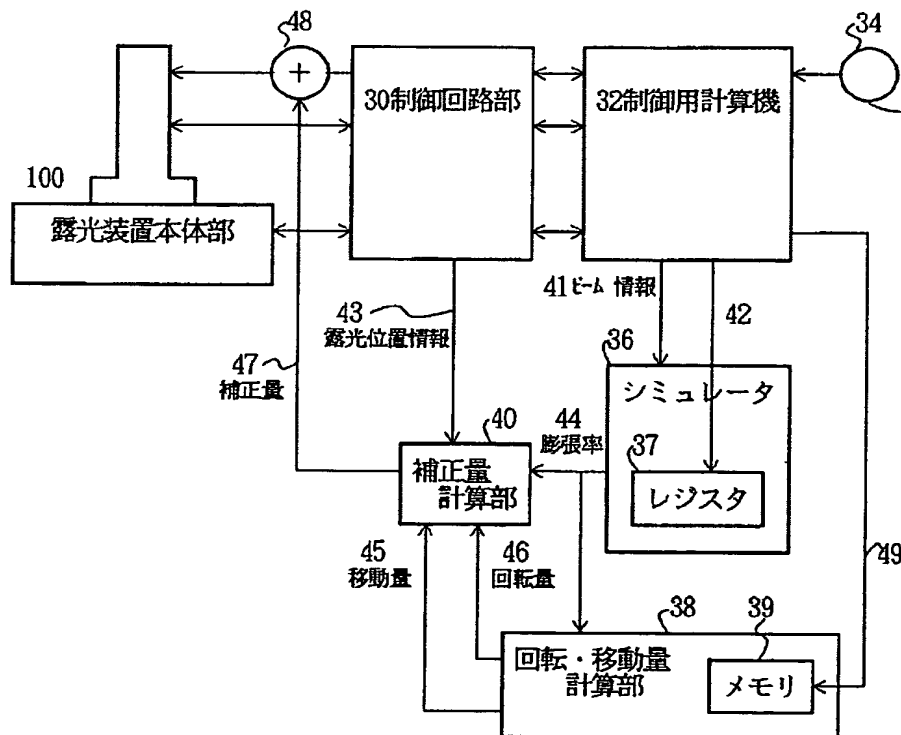 48
34
30制御回路部
32制御用計算機
100
露光装置本体部
41ビーム 情報
43
露光位置情報
42
47
補正量
36
シミュレータ
40
44
膨張率
37
レジスタ
補正量
計算部
45
移動量
46
回転量
49
38
39
回転・移動量
計算部
メモリ
+